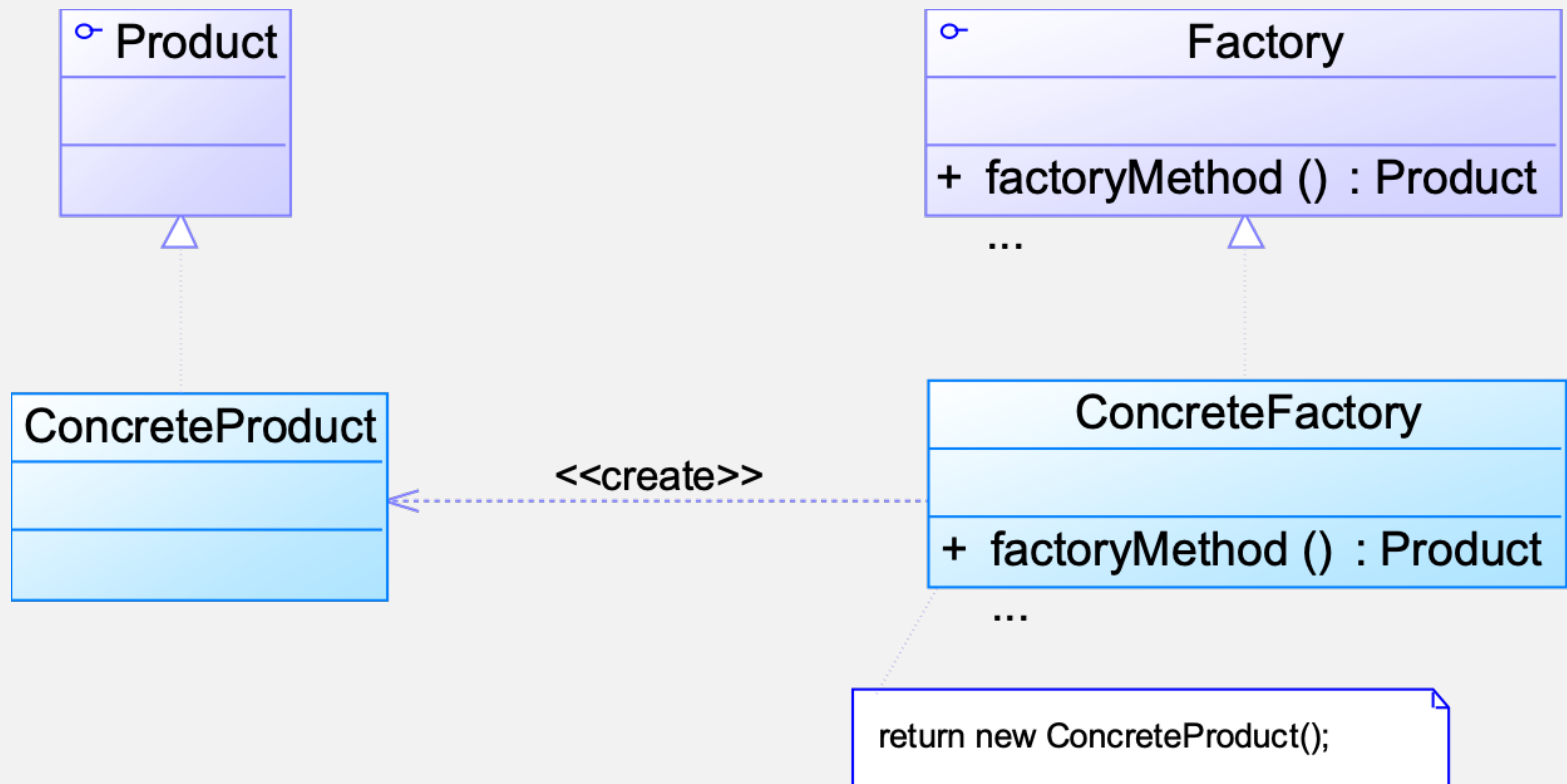 Product
Factory
+ factoryMethod () : Product
...
ConcreteProduct
<<create>>
ConcreteFactory
+ factoryMethod () : Product
...
return new ConcreteProduct();